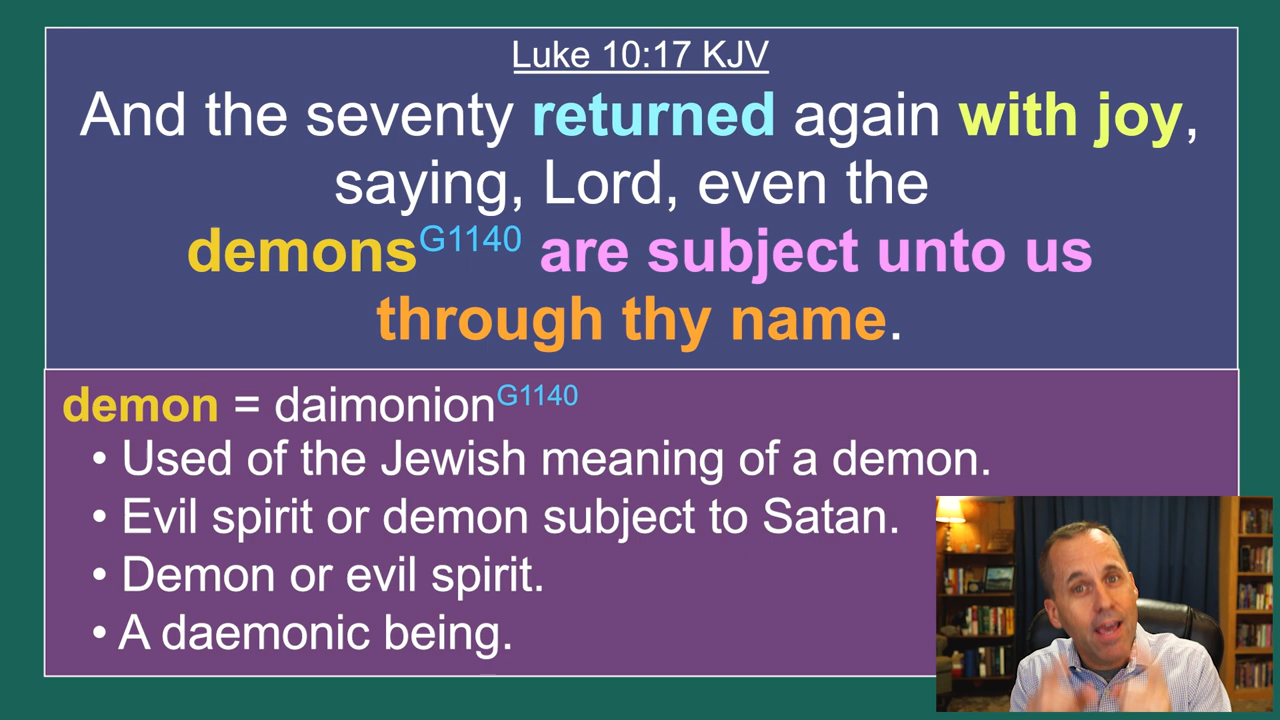 Luke 10:17 KJV
And the seventy returned again with joy,
saying, Lord, even the
demonsG1140 are subject unto us
through thy name.
demon = daimonionG1140
• Used of the Jewish meaning of a demon.
• Evil spirit or demon subject to Satan.
• Demon or evil spirit.
• A daemonic being.